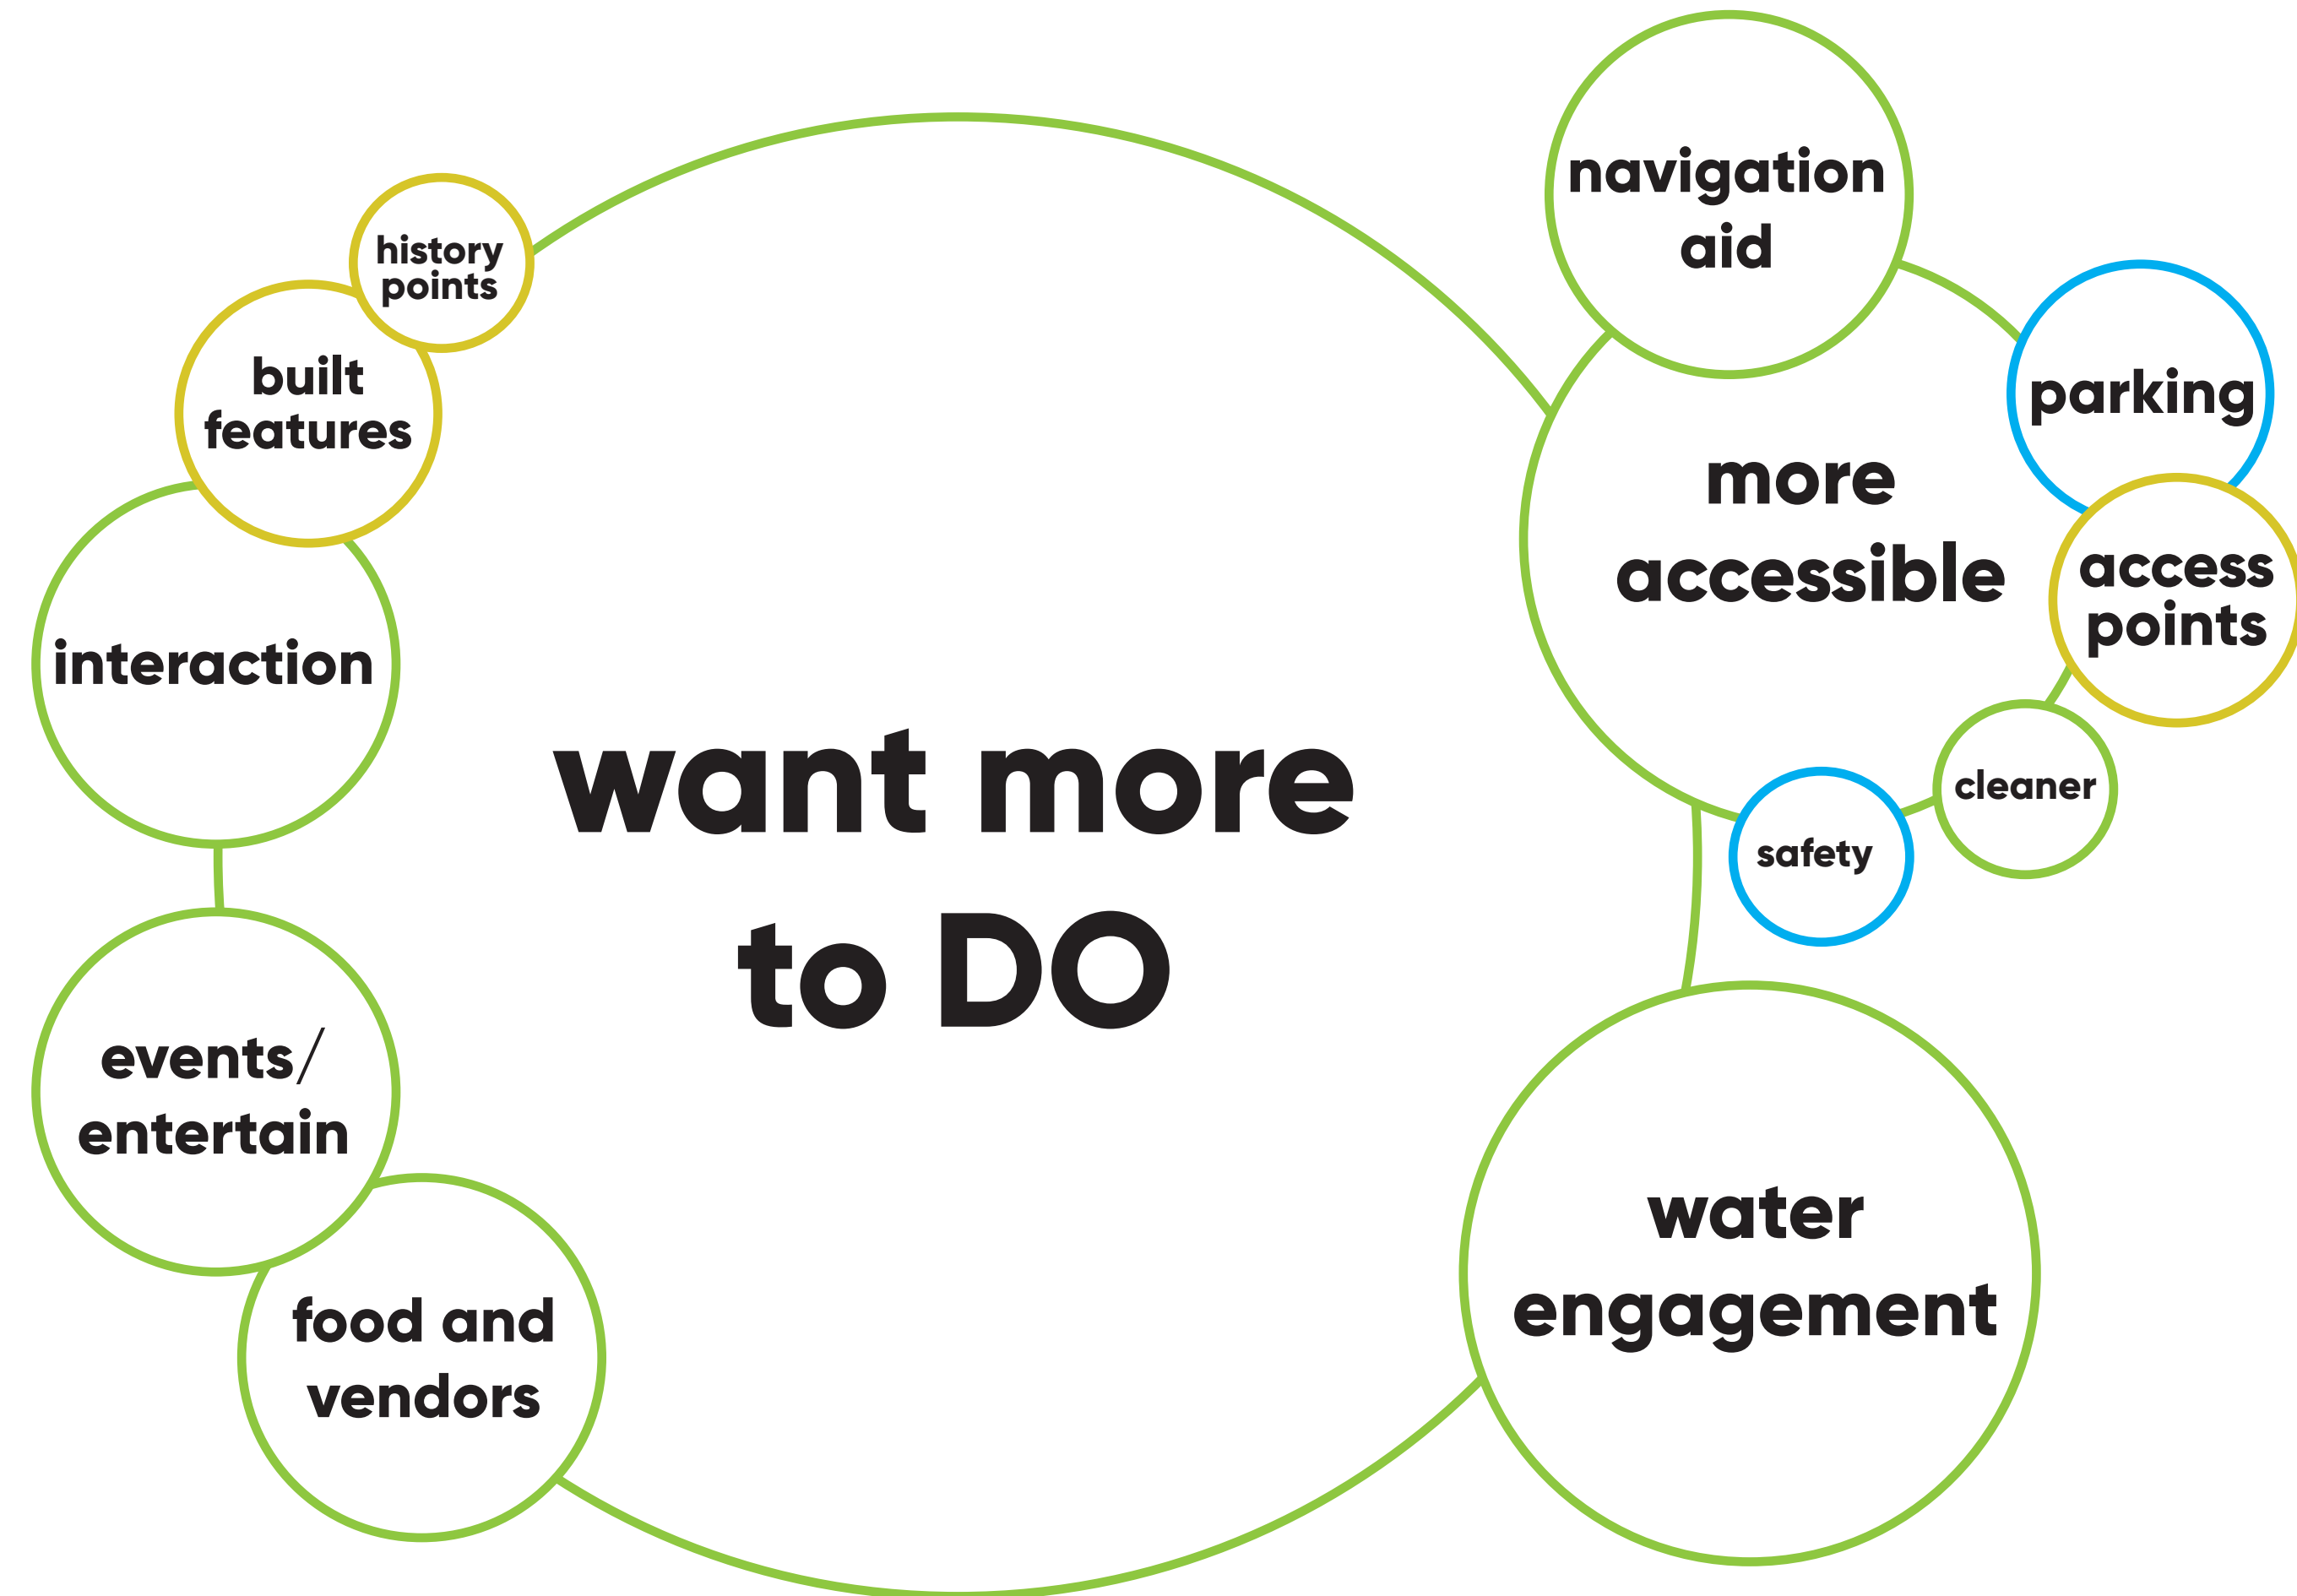 navigation
aid
history
points
built
features
parking
more
accessible
access
points
interaction
want more
to DO
cleaner
safety
events/
entertain
water
engagement
food and
vendors